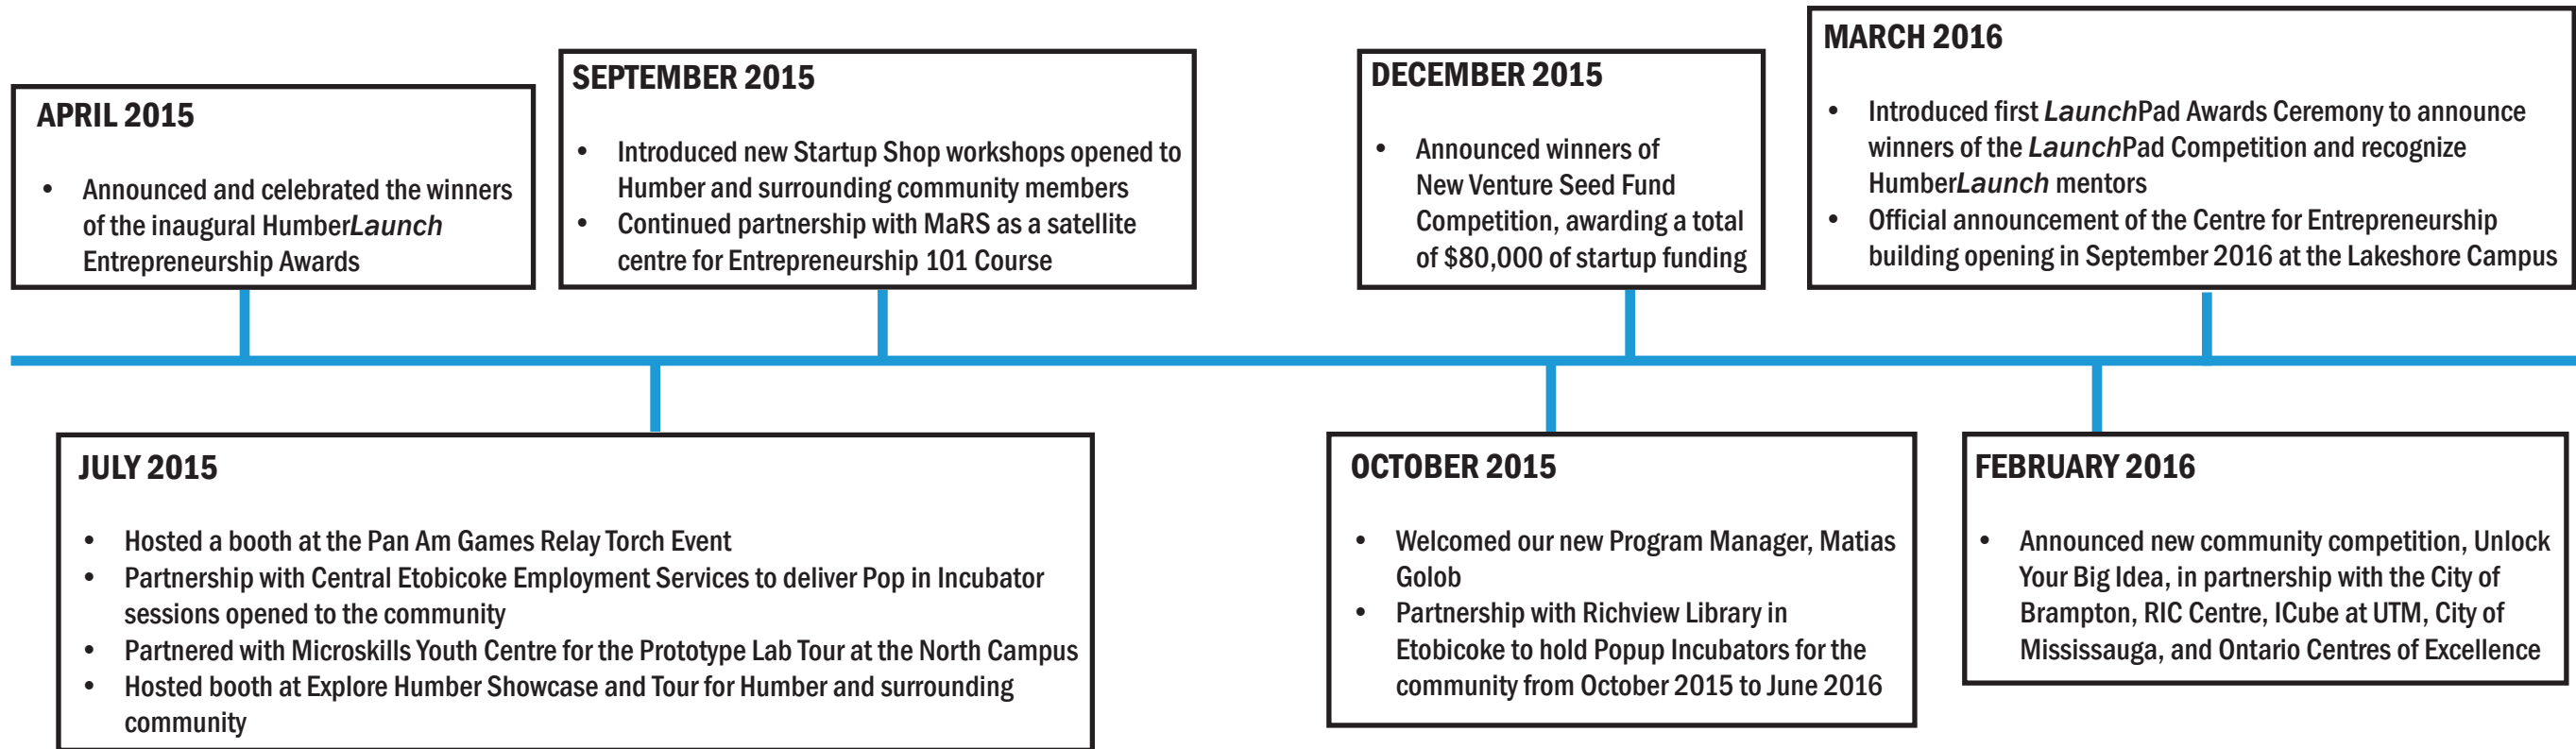 APRIL 2015
• Announced and celebrated the winners
of the inaugural HumberLaunch
Entrepreneurship Awards
SEPTEMBER 2015
• Introduced new Startup Shop workshops opened to
Humber and surrounding community members
• Continued partnership with MaRS as a satellite
centre for Entrepreneurship 101 Course
DECEMBER 2015
• Announced winners of
New Venture Seed Fund
Competition, awarding a total
of $80,000 of startup funding
MARCH 2016
• Introduced first LaunchPad Awards Ceremony to announce
winners of the LaunchPad Competition and recognize
HumberLaunch mentors
• Official announcement of the Centre for Entrepreneurship
building opening in September 2016 at the Lakeshore Campus
JULY 2015
• Hosted a booth at the Pan Am Games Relay Torch Event
• Partnership with Central Etobicoke Employment Services to deliver Pop in Incubator
sessions opened to the community
• Partnered with Microskills Youth Centre for the Prototype Lab Tour at the North Campus
• Hosted booth at Explore Humber Showcase and Tour for Humber and surrounding
community
OCTOBER 2015
• Welcomed our new Program Manager, Matias
Golob
• Partnership with Richview Library in
Etobicoke to hold Popup Incubators for the
community from October 2015 to June 2016
FEBRUARY 2016
• Announced new community competition, Unlock
Your Big Idea, in partnership with the City of
Brampton, RIC Centre, ICube at UTM, City of
Mississauga, and Ontario Centres of Excellence